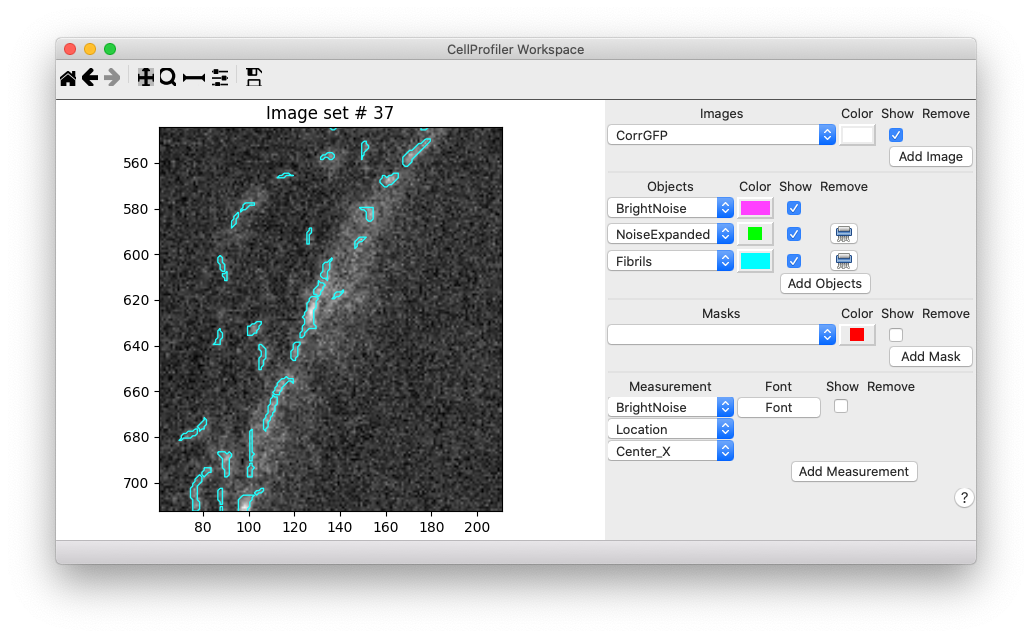 CellProfiler Workspace
Image set # 37
560
580
600
620
640
660
680
700
80 100 120 140 160 180 200
Images Color Show Remove
CorrGFP
Add Image
Objects Color Show Remove
BrightNoise
NoiseExpanded
Fibrils
Add Objects
Masks Color Show Remove
Add Mask
Measurement Font Show Remove
BrightNoise Font
Location
Center_X
Add Measurement
?